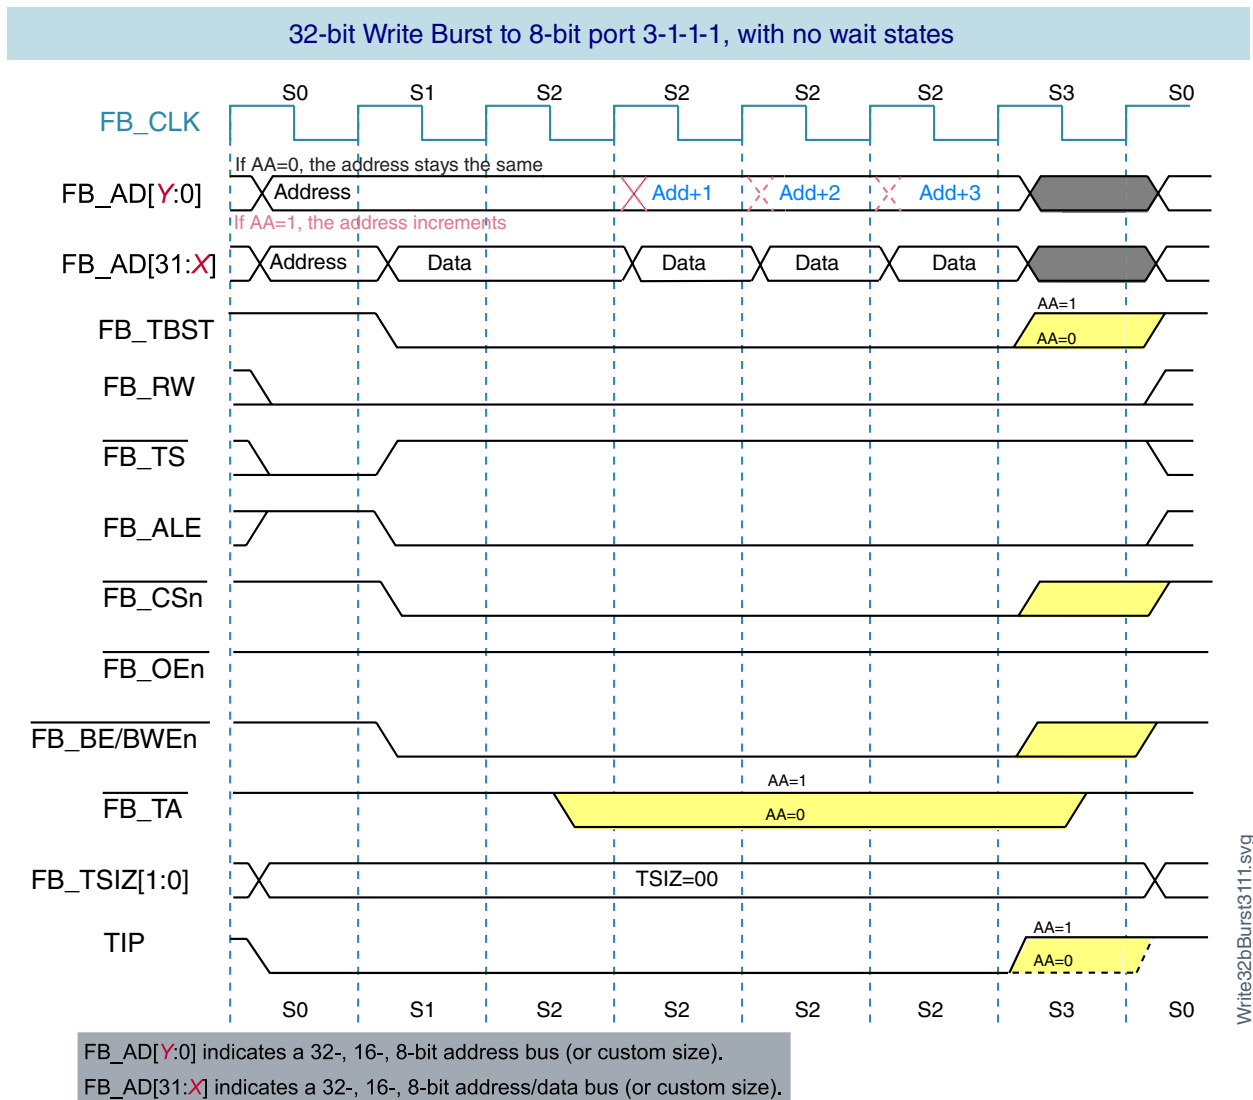 32-bit Write Burst to 8-bit port 3-1-1-1, with no wait states
S0 S1 S2 S2 S2 S2 S3 S0
FB_CLK
If AA=0, the address stays the same
FB_AD[Y:0] Address Add+1 Add+2 Add+3
If AA=1, the address increments
FB_AD[31:X] Address Data Data Data Data
AA=1
FB_TBST
AA=0
FB_RW
FB_TS
FB_ALE
FB_CSn
FB_OEn
FB_BE/BWEn
AA=1
FB_TA AA=0
FB_TSIZ[1:0] TSIZ=00
AA=1
TIP
AA=0
S0 S1 S2 S2 S2 S2 S3 S0
FB_AD[Y:0] indicates a 32-, 16-, 8-bit address bus (or custom size).
FB_AD[31:X] indicates a 32-, 16-, 8-bit address/data bus (or custom size).
Write32bBurst3111.svg